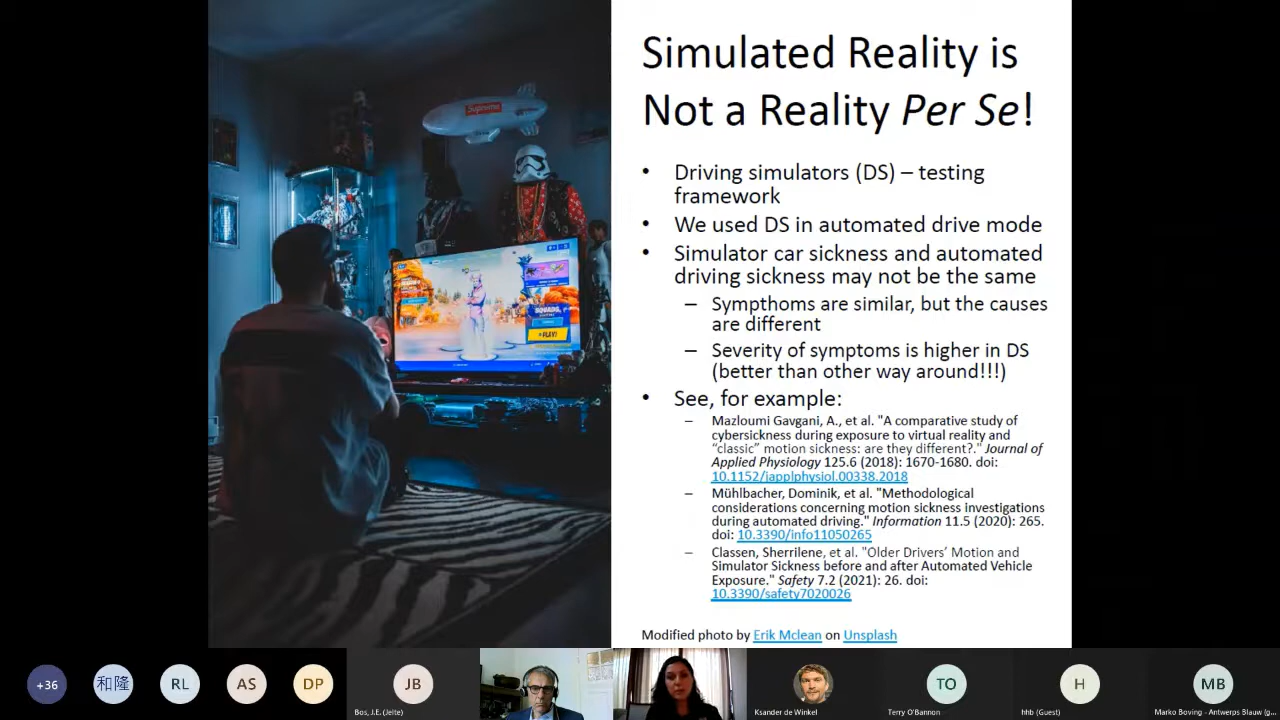 Simulated Reality is
Not a Reality Per Se!
• Driving simulators (DS) – testing
framework
• We used DS in automated drive mode
• Simulator car sickness and automated
driving sickness may not be the same
– Sympthoms are similar, but the causes
are different
– Severity of symptoms is higher in DS
(better than other way around!!!)
• See, for example:
– Mazloumi Gavgani, A., et al. "A comparative study of
cybersickness during exposure to virtual reality and
“classic” motion sickness: are they different?." Journal of
Applied Physiology 125.6 (2018): 1670-1680. doi:
10.1152/japplphysiol.00338.2018
– Mühlbacher, Dominik, et al. "Methodological
considerations concerning motion sickness investigations
during automated driving." Information 11.5 (2020): 265.
doi: 10.3390/info11050265
– Classen, Sherrilene, et al. "Older Drivers’ Motion and
Simulator Sickness before and after Automated Vehicle
Exposure." Safety 7.2 (2021): 26. doi:
10.3390/safety7020026
Modified photo by Erik Mclean on Unsplash
Supreme
SQUADS
PLAY!
+36
和隆
RL
AS
DP
JB
TO
H
MB
Bos, J.E. (Jelte)
Ksander de Winkel
Terry O'Bannon
hhb (Guest)
Marko Boving - Antwerps Blauw (g...